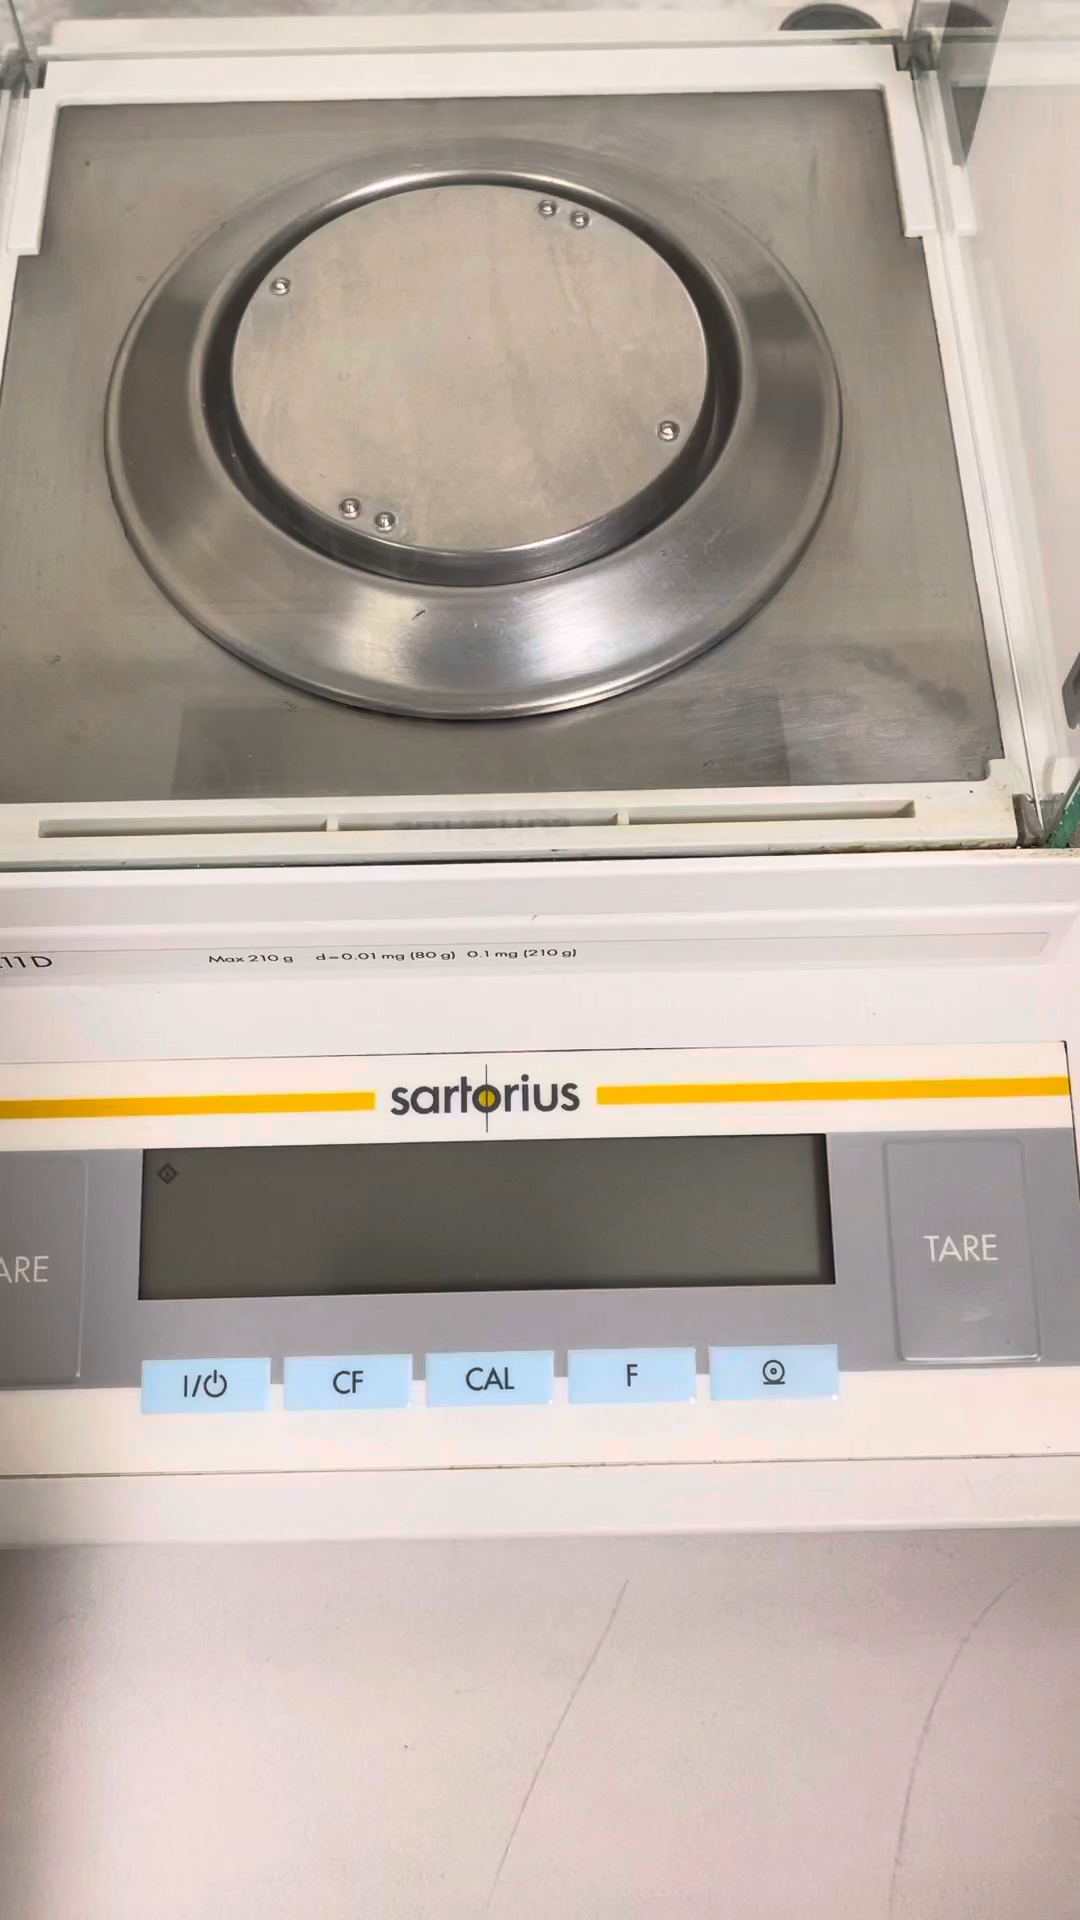 11D Max 210 g d=0.01 mg (80 g) 0.1 mg (210 g)
sartorius
ARE TARE
I/⏻ CF CAL F